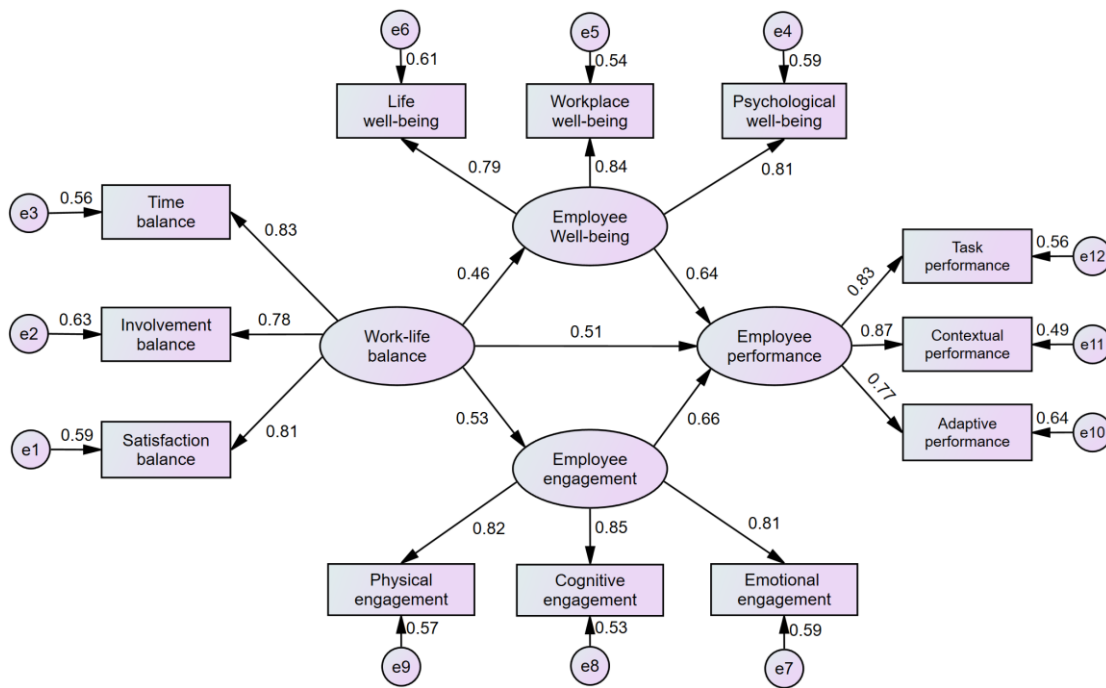 e6
0.61
e5
0.54
e4
0.59
Life
well-being
Workplace
well-being
Psychological
well-being
0.79
0.84
0.81
e3
0.56
Time
balance
0.83
Employee
Well-being
0.46
0.64
Task
performance
0.56
e12
0.83
e2
0.63
Involvement
balance
0.78
Work-life
balance
0.51
Employee
performance
0.87
Contextual
performance
0.49
e11
0.77
e1
0.59
Satisfaction
balance
0.81
0.53
0.66
Adaptive
performance
0.64
e10
Employee
engagement
0.82
0.85
0.81
Physical
engagement
Cognitive
engagement
Emotional
engagement
0.57
e9
0.53
e8
0.59
e7